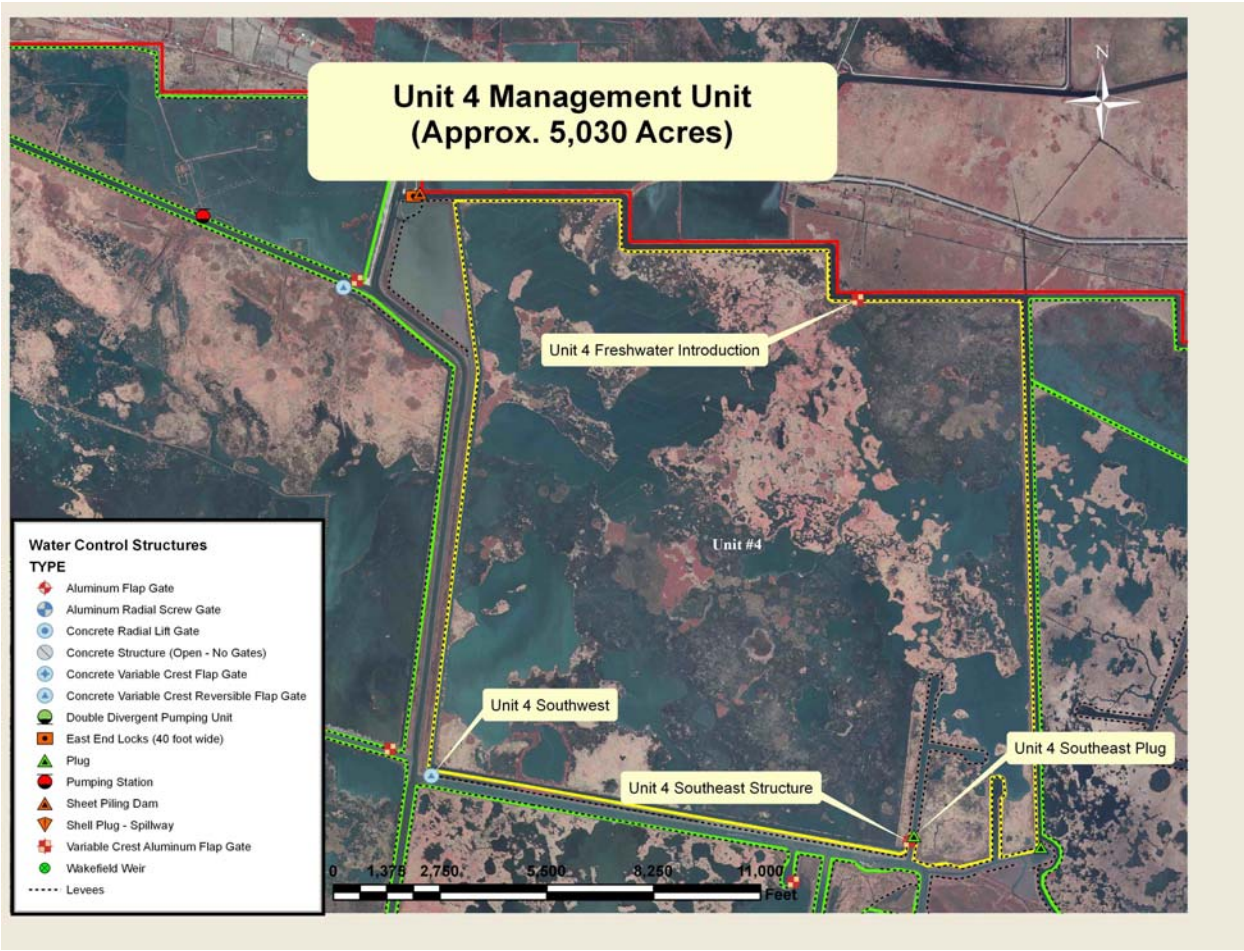 Unit 4 Management Unit
(Approx. 5,030 Acres)
N
Unit 4 Freshwater Introduction
Unit #4
Unit 4 Southwest
Unit 4 Southeast Plug
Unit 4 Southeast Structure
Water Control Structures
TYPE
Aluminum Flap Gate
Aluminum Radial Screw Gate
Concrete Radial Lift Gate
Concrete Structure (Open - No Gates)
Concrete Variable Crest Flap Gate
Concrete Variable Crest Reversible Flap Gate
Double Divergent Pumping Unit
East End Locks (40 foot wide)
Plug
Pumping Station
Sheet Piling Dam
Shell Plug - Spillway
Variable Crest Aluminum Flap Gate
Wakefield Weir
Levees
0 1,375 2,750 5,500 8,250 11,000
Feet